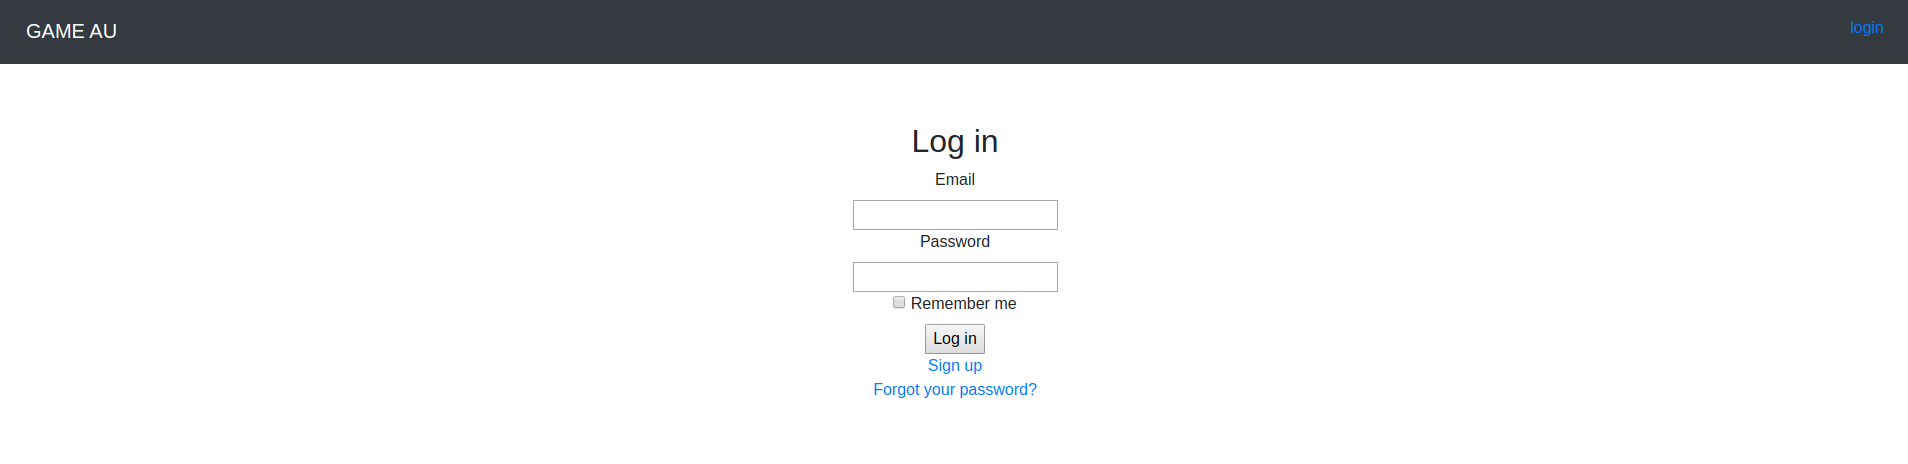 GAME AU
login
Log in
Email
Password
Remember me
Log in
Sign up
Forgot your password?